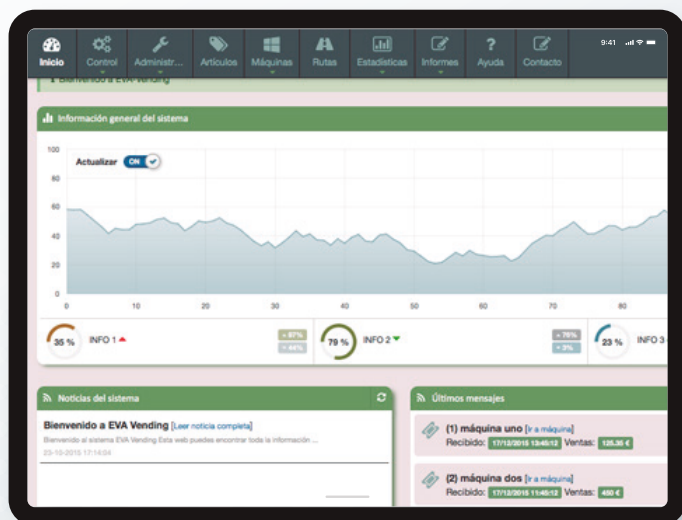 9:41
Inicio Control Administr... Artículos Máquinas Rutas Estadísticas Informes Ayuda Contacto
Bienvenido a EVA-Vending
Información general del sistema
100
Actualizar ON
80
60
40
20
0
0 10 20 30 40 50 60 70 80
35 % INFO 1 79 % INFO 2 76% 3% 23 % INFO 3
Noticias del sistema
Últimos mensajes
Bienvenido a EVA Vending [Leer noticia completa]
Bienvenido al sistema EVA Vending Esta web puedes encontrar toda la información ...
23-10-2015 17:14:04
(1) máquina uno [Ir a máquina]
Recibido: 17/12/2015 13:45:12 Ventas: 125.35 €
(2) máquina dos [Ir a máquina]
Recibido: 17/12/2015 11:45:12 Ventas: 450 €